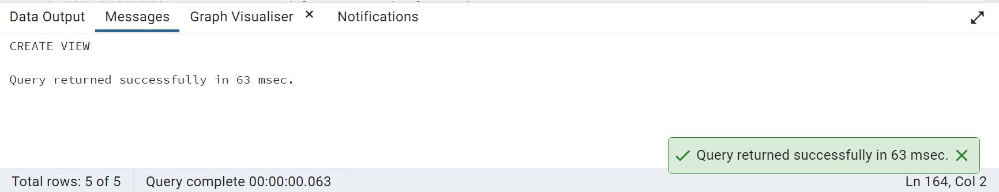 Data Output Messages Graph Visualiser × Notifications
CREATE VIEW
Query returned successfully in 63 msec.
Query returned successfully in 63 msec.
Total rows: 5 of 5 Query complete 00:00:00.063 Ln 164, Col 2